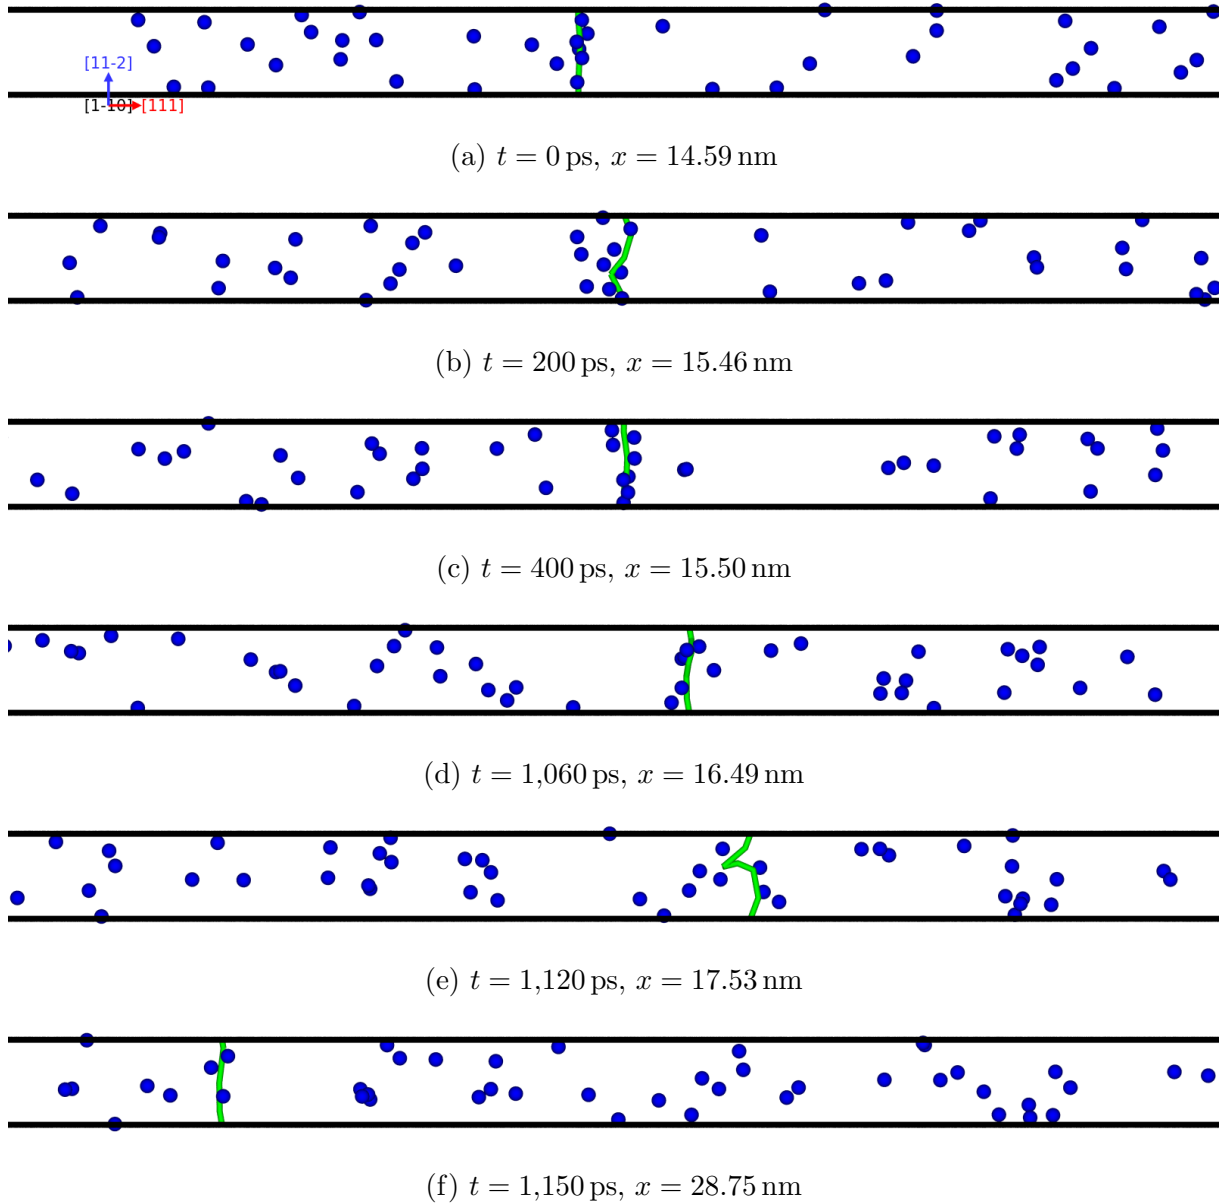 [11-2]
[1-10]
[111]
(a) t = 0 ps, x = 14.59 nm
(b) t = 200 ps, x = 15.46 nm
(c) t = 400 ps, x = 15.50 nm
(d) t = 1,060 ps, x = 16.49 nm
(e) t = 1,120 ps, x = 17.53 nm
(f) t = 1,150 ps, x = 28.75 nm